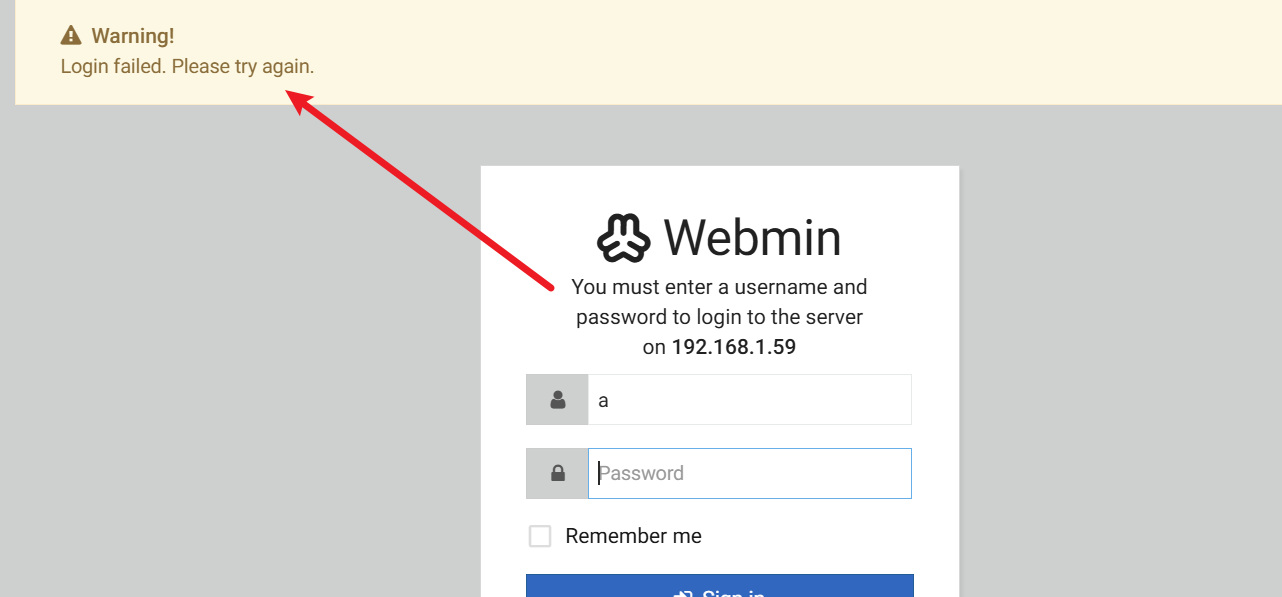 Warning!
Login failed. Please try again.
Webmin
You must enter a username and
password to login to the server
on 192.168.1.59
a
Password
Remember me
Sign in